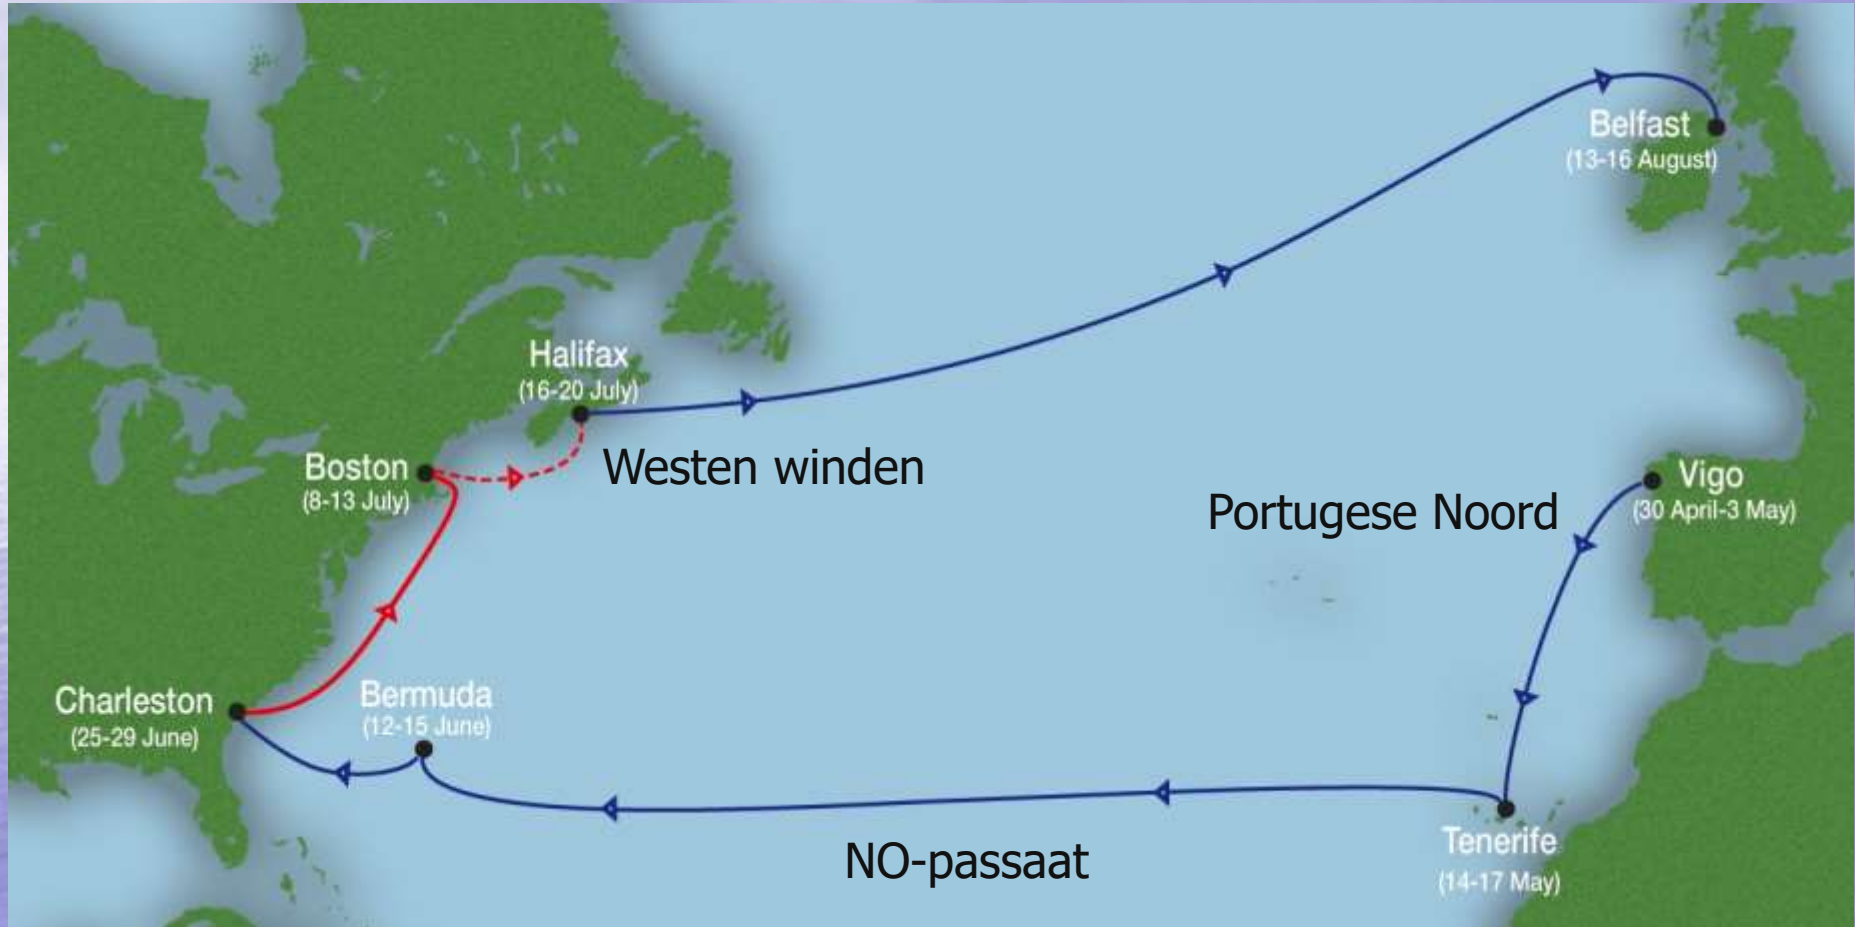 Belfast
(13-16 August)
Halifax
(16-20 July)
Boston
(8-13 July)
Westen winden
Vigo
(30 April-3 May)
Portugese Noord
Charleston
(25-29 June)
Bermuda
(12-15 June)
Tenerife
(14-17 May)
NO-passaat